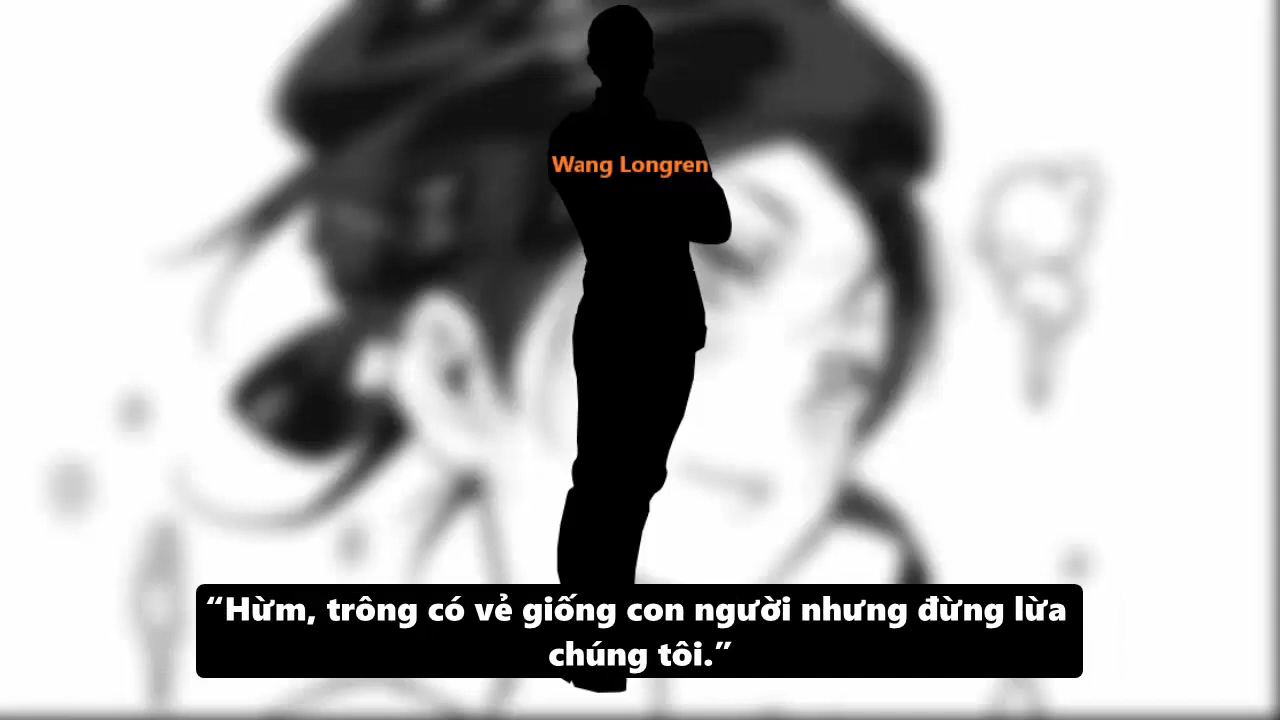 Wang Longren
“Hừm, trông có vẻ giống con người nhưng đừng lừa
chúng tôi.”